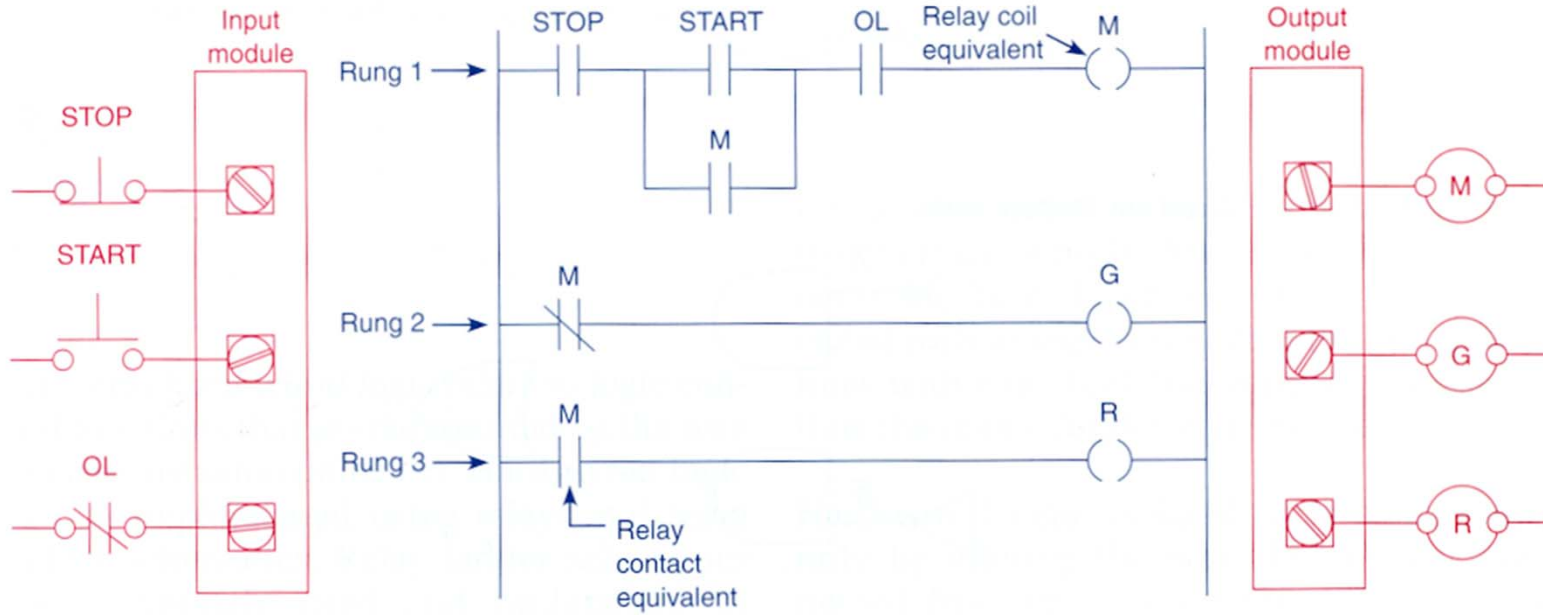 Input
module
STOP
START
OL
STOP
START
OL
Relay coil
equivalent
M
Rung 1
M
Rung 2
M
G
Rung 3
M
R
Relay
contact
equivalent
Output
module
M
G
R